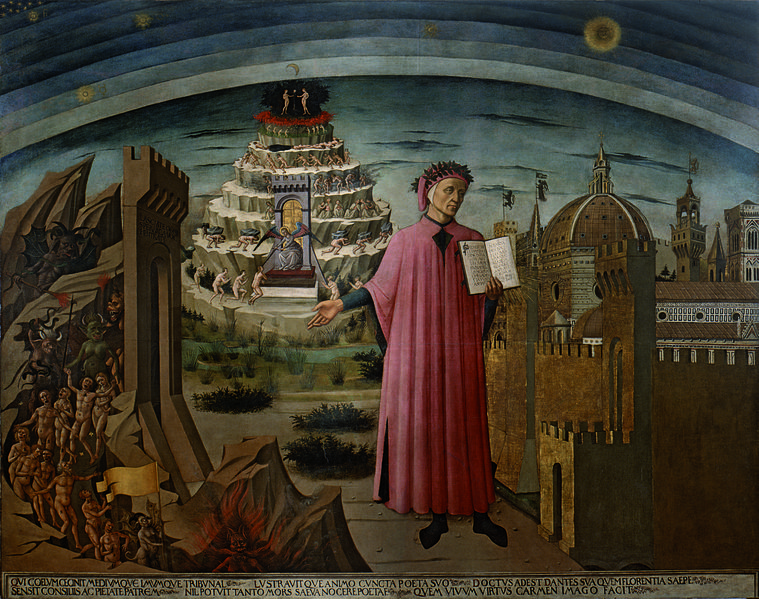 QVI COELVM CECINIT MEDIVMQVE IMVMQVE TRIBVNAL LVSTRAVITQVE ANIMO CVNCTA POETA SVO DOCTVS ADEST DANTES SVA QVEM FLORENTIA SAEPE
SENSIT CONSILIIS AC PIETATE PATREM NIL POTVIT TANTO MORS SAEVA NOCERE POETAE QVEM VIVVM VIRTVS CARMEN IMAGO FACIT